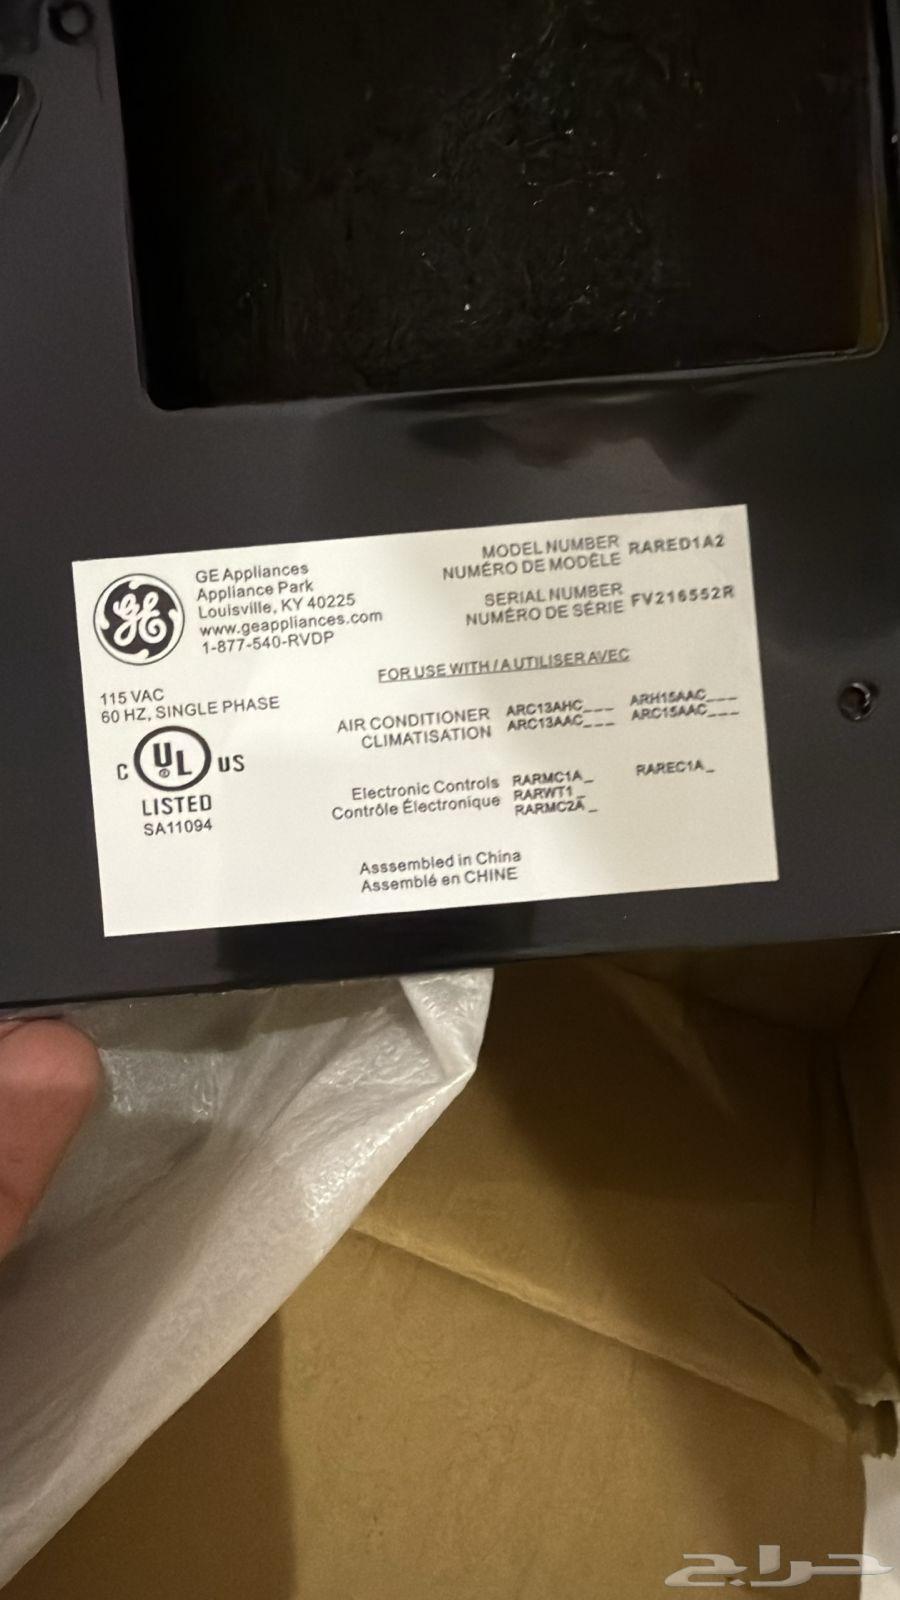 GE Appliances
Appliance Park
Louisville, KY 40225
www.geappliances.com
1-877-540-RVDP
MODEL NUMBER
NUMÉRO DE MODÈLE RARED1A2
SERIAL NUMBER
NUMÉRO DE SÉRIE FV216552R
FOR USE WITH / A UTILISER AVEC
115 VAC
60 HZ, SINGLE PHASE
C UL US
LISTED
SA11094
AIR CONDITIONER ARC13AHC___ ARH15AAC___
CLIMATISATION ARC13AAC___ ARC15AAC___
Electronic Controls RARMC1A_ RAREC1A_
Contrôle Électronique RARWT1_
RARMC2A_
Asssembled in China
Assemblé en CHINE
حراج